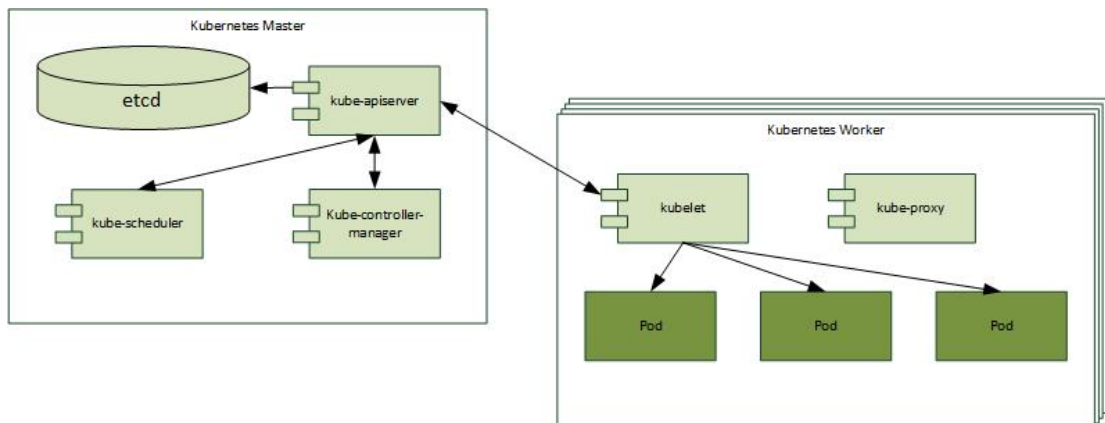 Kubernetes Master
etcd
kube-apiserver
kube-scheduler
Kube-controller-
manager
Kubernetes Worker
kubelet
kube-proxy
Pod
Pod
Pod